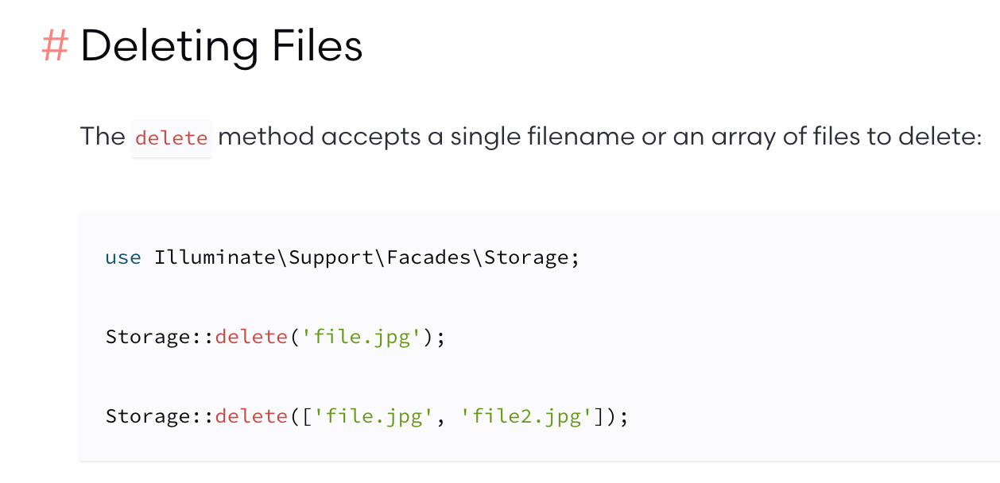 # Deleting Files
The delete method accepts a single filename or an array of files to delete:
use Illuminate\Support\Facades\Storage;
Storage::delete('file.jpg');
Storage::delete(['file.jpg', 'file2.jpg']);